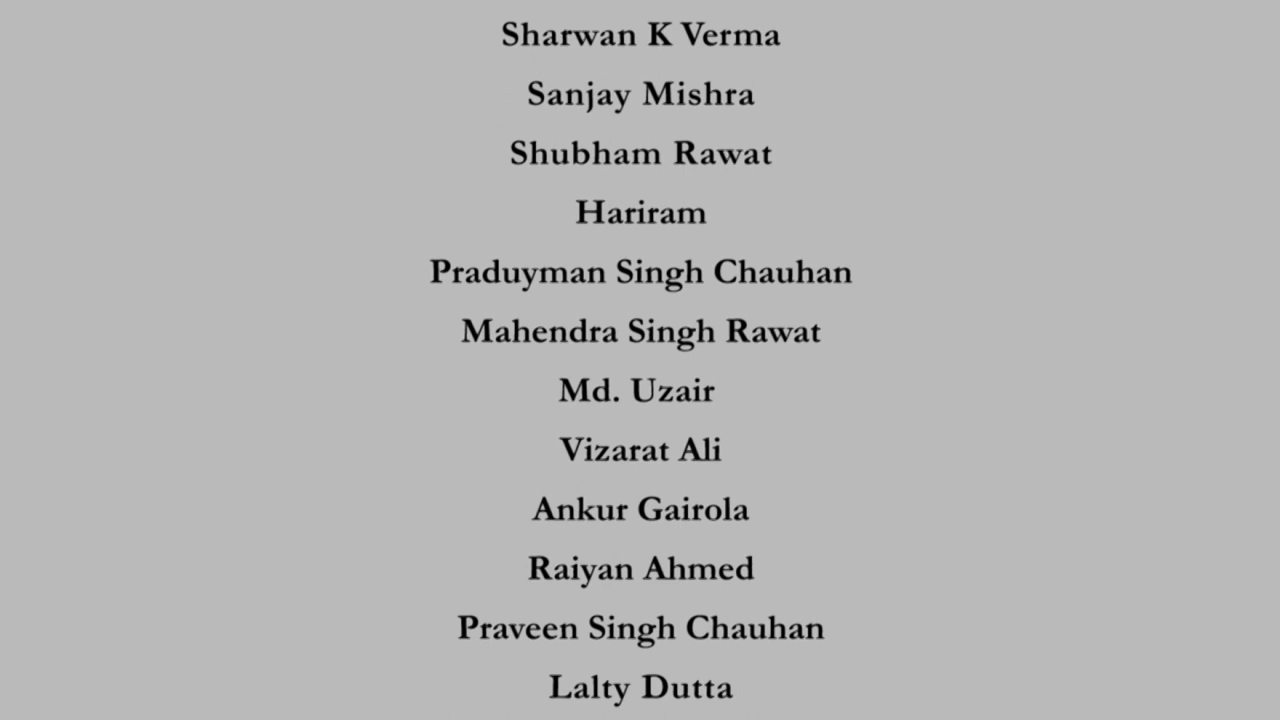 Sharwan K Verma
Sanjay Mishra
Shubham Rawat
Hariram
Praduyman Singh Chauhan
Mahendra Singh Rawat
Md. Uzair
Vizarat Ali
Ankur Gairola
Raiyan Ahmed
Praveen Singh Chauhan
Lalty Dutta